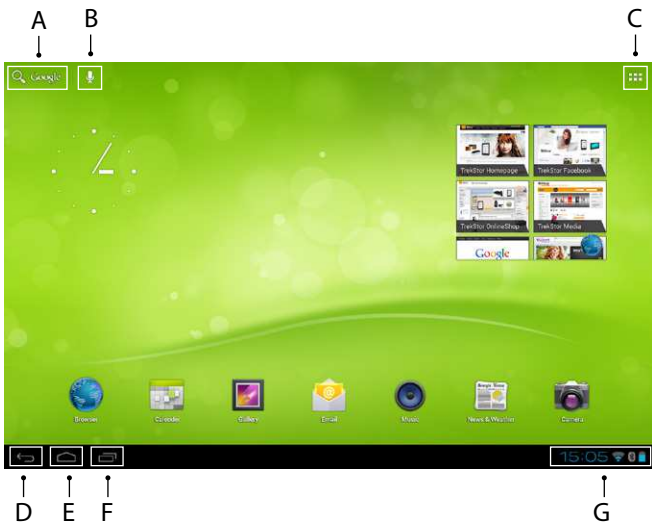 A B C
Google
TrekStor Homepage TrekStor Facebook
TrekStor OnlineShop TrekStor Media
Google
Browser Calendar Gallery Email Music News & Weather Camera
15:05
D E F G